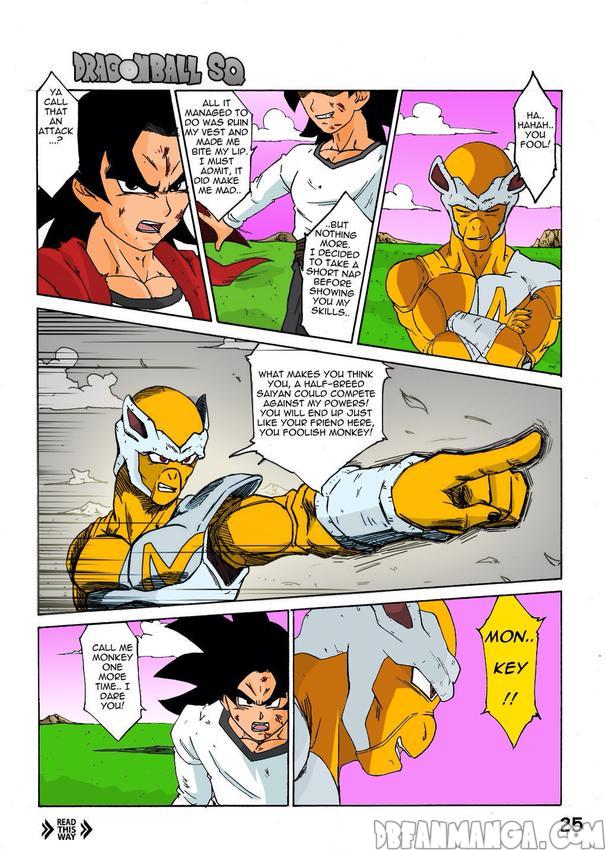 DRAGONBALL SQ
YA
CALL
THAT
AN
ATTACK
....?
ALL IT
MANAGED TO
DO WAS RUIN
MY VEST AND
MADE ME
BITE MY LIP.
I MUST
ADMIT, IT
DID MAKE
ME MAD..
..BUT
NOTHING
MORE.
I DECIDED
TO TAKE A
SHORT NAP
BEFORE
SHOWING
YOU MY
SKILLS..
HA..
HAHAH..
YOU
FOOL!
WHAT MAKES YOU THINK
YOU, A HALF-BREED
SAIYAN COULD COMPETE
AGAINST MY POWERS!
YOU WILL END UP JUST
LIKE YOUR FRIEND HERE,
YOU FOOLISH MONKEY!
CALL ME
MONKEY
ONE
MORE
TIME.. I
DARE
YOU!
MON..
KEY
!!
READ
THIS
WAY
25
DBFANMANGA.COM